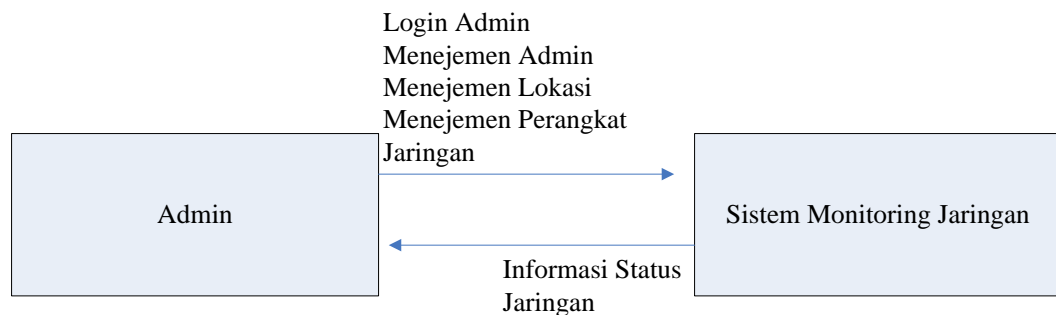 Login Admin
Menejemen Admin
Menejemen Lokasi
Menejemen Perangkat
Jaringan
Admin
Sistem Monitoring Jaringan
Informasi Status
Jaringan